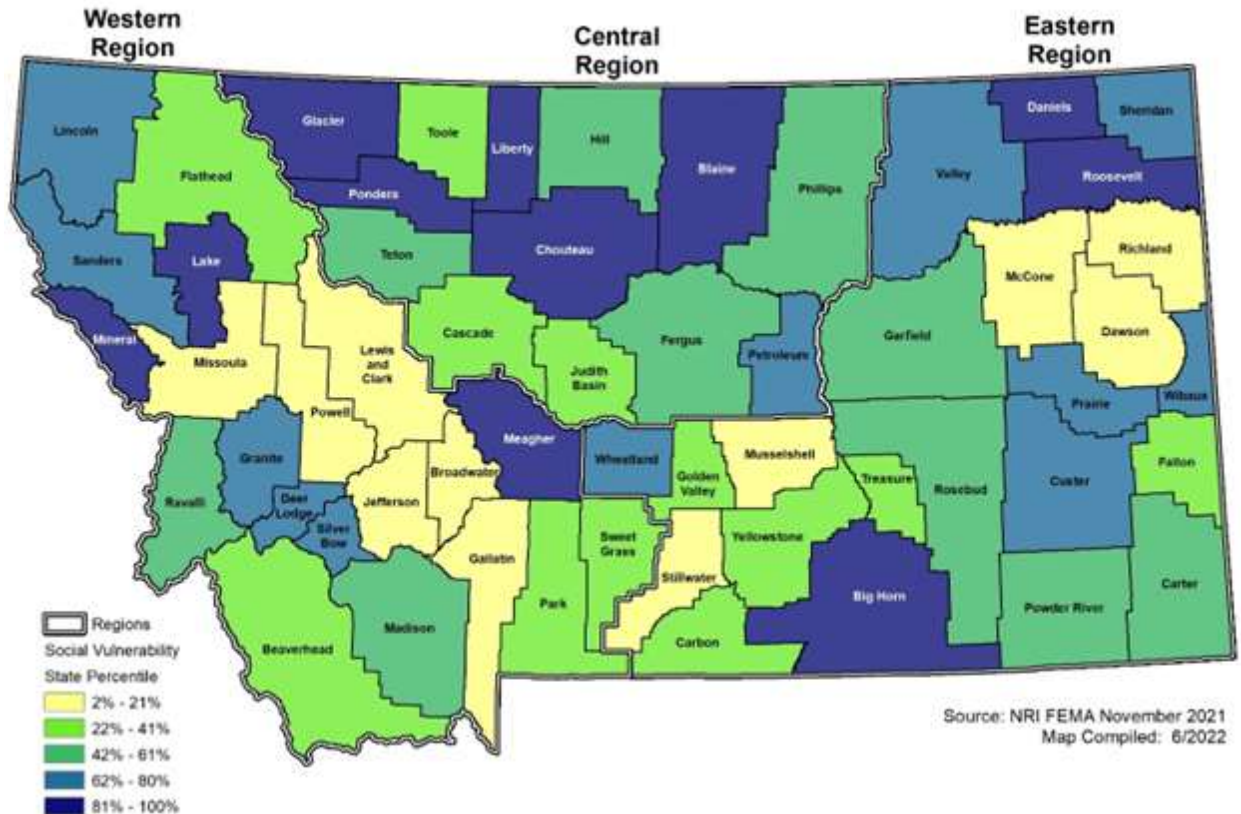 Western
Region
Central
Region
Eastern
Region
Lincoln
Flathead
Glacier
Toole
Liberty
Hill
Blaine
Phillips
Valley
Daniels
Sheridan
Roosevelt
Ponders
Sanders
Lake
Teton
Chouteau
Richland
McCone
Mineral
Missoula
Lewis
and
Clark
Cascade
Judith
Basin
Fergus
Petroleum
Garfield
Dawson
Powell
Prairie
Wibaux
Ravalli
Granite
Deer
Lodge
Silver
Bow
Jefferson
Broadwater
Meagher
Wheatland
Golden
Valley
Musselshell
Treasure
Rosebud
Custer
Fallon
Gallatin
Park
Sweet
Grass
Stillwater
Yellowstone
Big Horn
Carbon
Powder River
Carter
Beaverhead
Madison
Regions
Social Vulnerability
State Percentile
2% - 21%
22% - 41%
42% - 61%
62% - 80%
81% - 100%
Source: NRI FEMA November 2021
Map Compiled: 6/2022